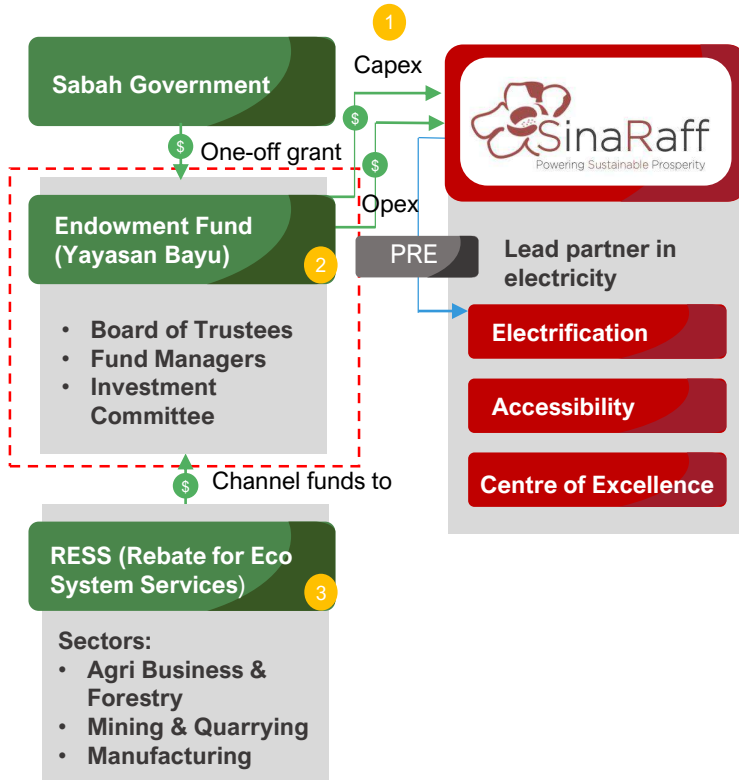 1
Sabah Government
Capex
$
$
One-off grant
$
SinaRaff
Powering Sustainable Prosperity
Endowment Fund
(Yayasan Bayu)
2
Opex
PRE
Lead partner in
electricity
• Board of Trustees
• Fund Managers
• Investment
Committee
Electrification
Accessibility
Centre of Excellence
$
Channel funds to
RESS (Rebate for Eco
System Services)
3
Sectors:
• Agri Business &
Forestry
• Mining & Quarrying
• Manufacturing